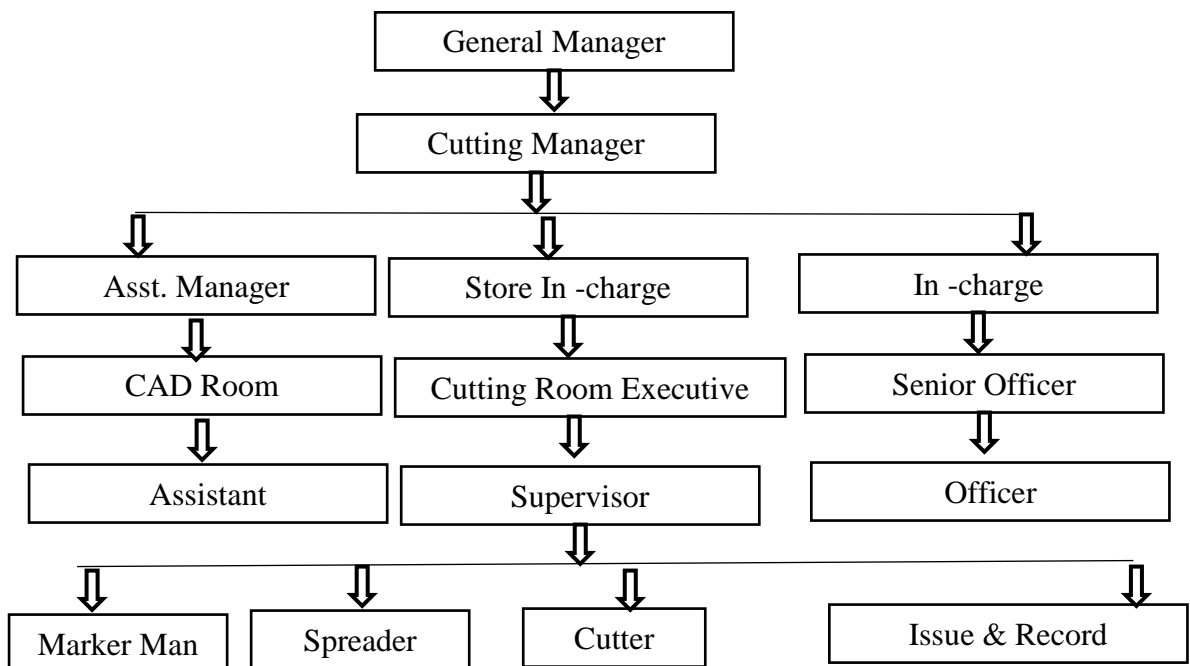 General Manager
Cutting Manager
Asst. Manager
Store In -charge
In -charge
CAD Room
Cutting Room Executive
Senior Officer
Assistant
Supervisor
Officer
Marker Man
Spreader
Cutter
Issue & Record